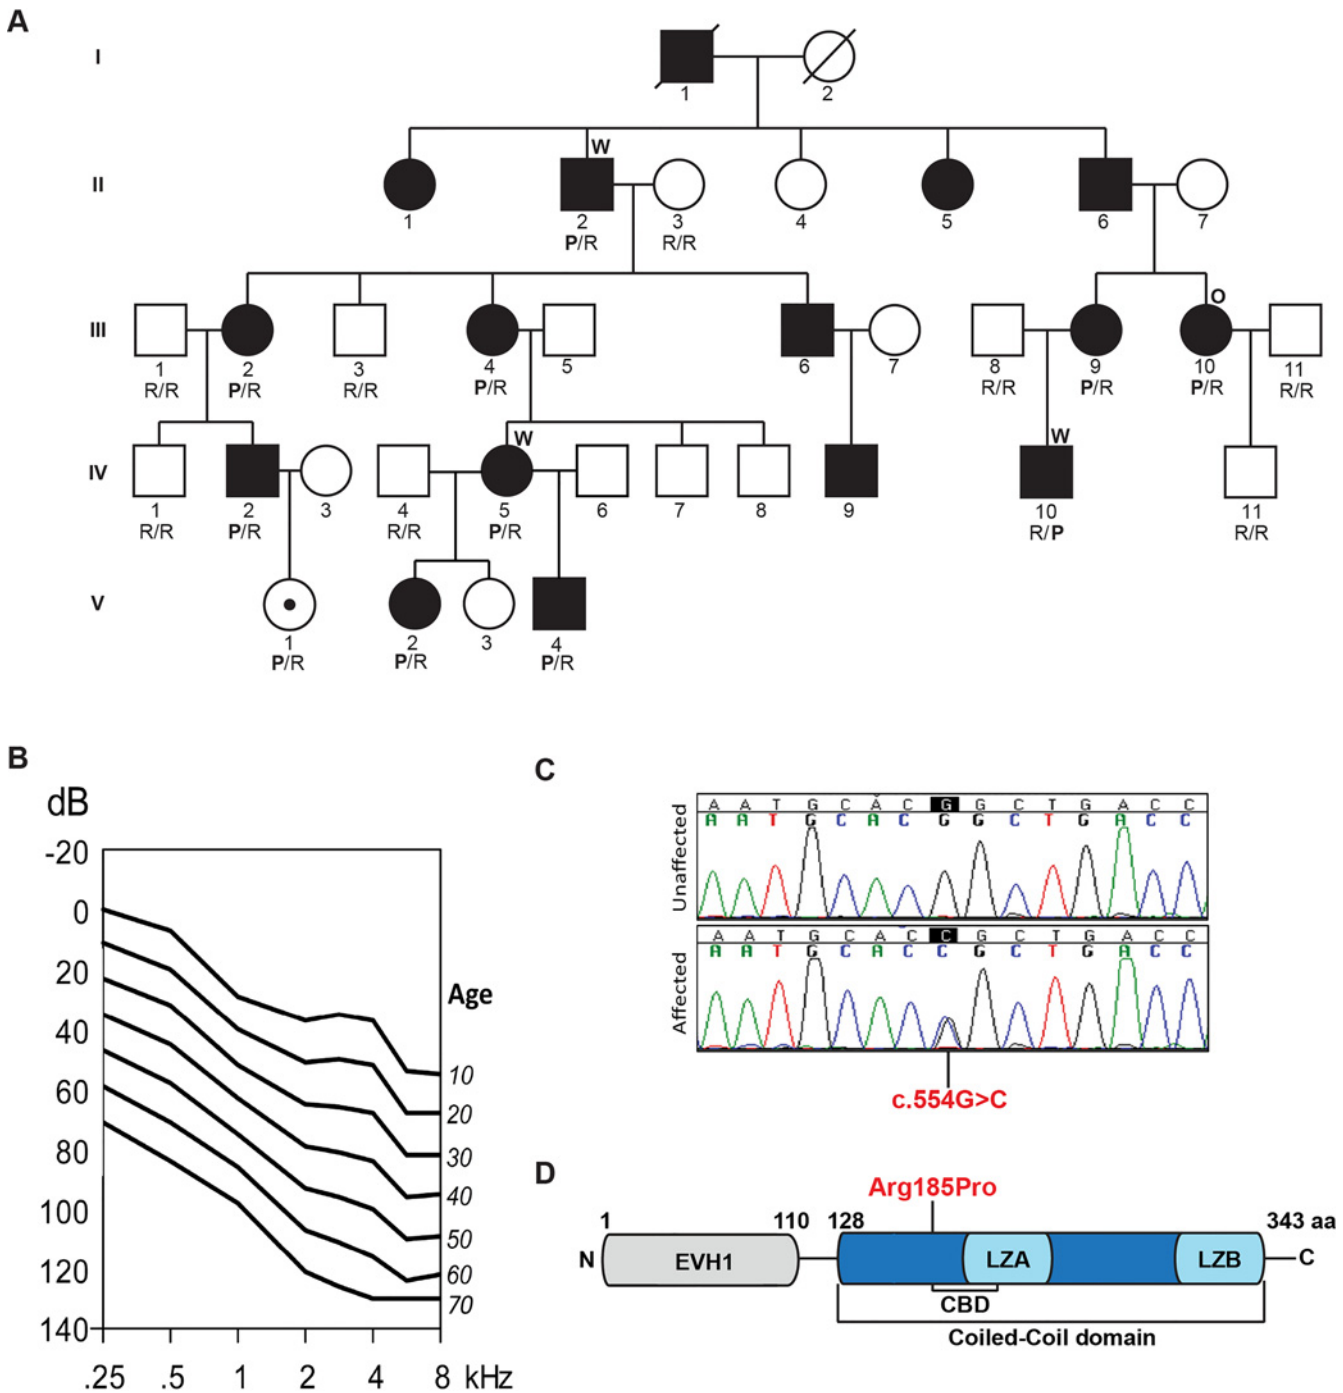 A
I
1
2
W
II
1
2
3
4
5
6
7
P/R
R/R
O
III
1
2
3
4
5
6
7
8
9
10
11
R/R
P/R
R/R
P/R
R/R
P/R
P/R
R/R
W
W
IV
1
2
3
4
5
6
7
8
9
10
11
R/R
P/R
R/R
P/R
R/P
R/R
V
1
2
3
4
P/R
P/R
P/R
B
dB
-20
0
20
40
60
80
100
120
140
Age
10
20
30
40
50
60
70
.25 .5 1 2 4 8 kHz
C
Unaffected
A A T G C A C G G C T G A C C
A A T G C A C G G C T G A C C
Affected
A A T G C A C C G C T G A C C
A A T G C A C C G C T G A C C
c.554G>C
D
Arg185Pro
1 110 128 343 aa
N EVH1 LZA LZB C
CBD
Coiled-Coil domain